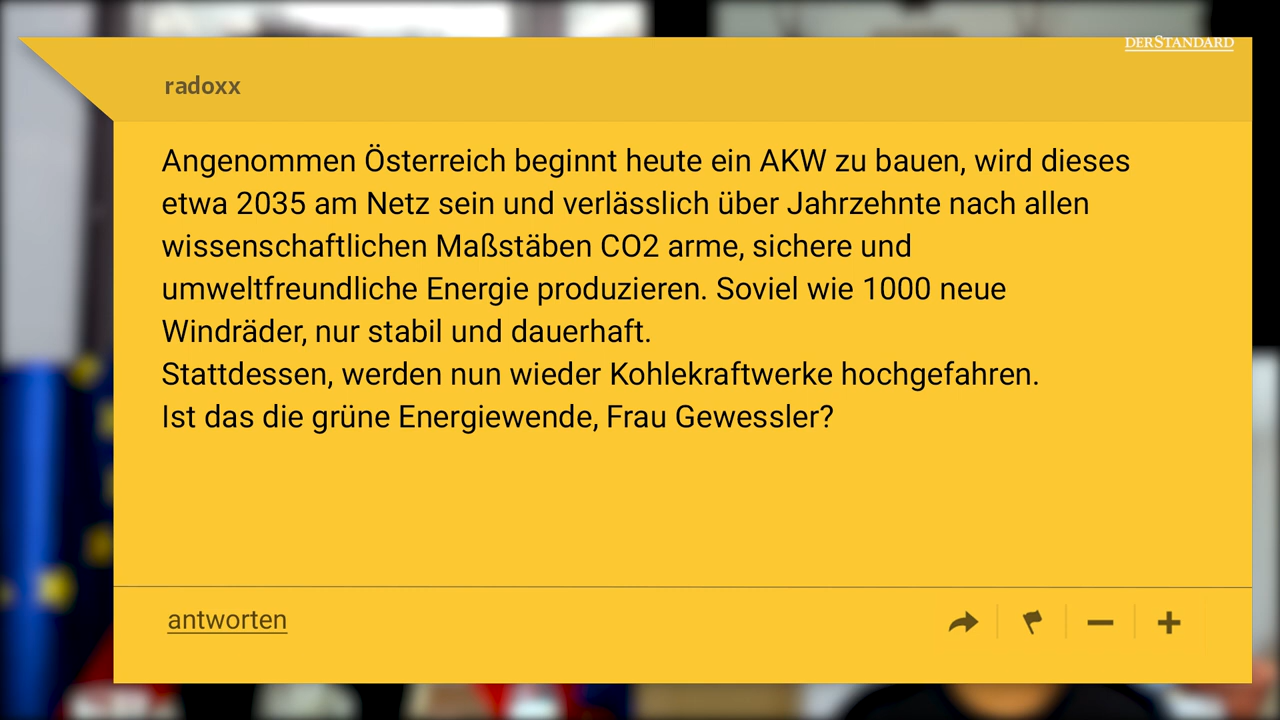 DERSTANDARD
radoxx
Angenommen Österreich beginnt heute ein AKW zu bauen, wird dieses
etwa 2035 am Netz sein und verlässlich über Jahrzehnte nach allen
wissenschaftlichen Maßstäben CO2 arme, sichere und
umweltfreundliche Energie produzieren. Soviel wie 1000 neue
Windräder, nur stabil und dauerhaft.
Stattdessen, werden nun wieder Kohlekraftwerke hochgefahren.
Ist das die grüne Energiewende, Frau Gewessler?
antworten